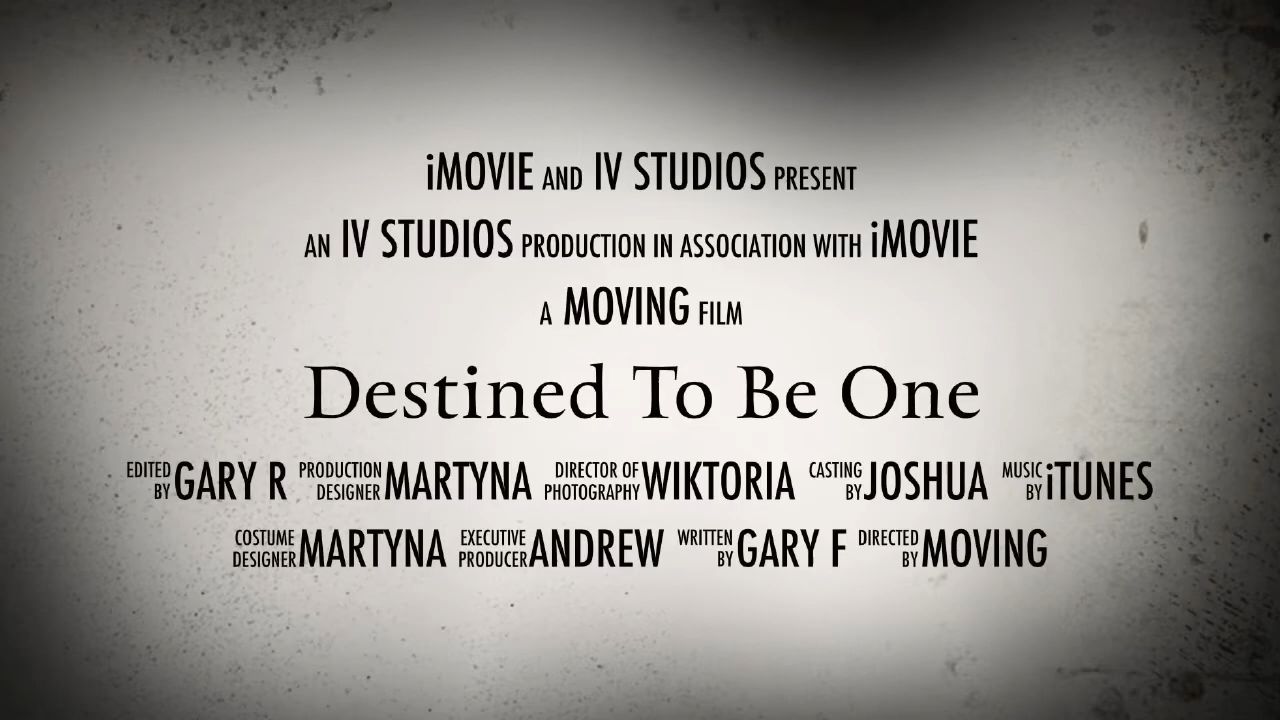 iMOVIE AND IV STUDIOS PRESENT
AN IV STUDIOS PRODUCTION IN ASSOCIATION WITH iMOVIE
A MOVING FILM
Destined To Be One
EDITED BY GARY R PRODUCTION DESIGNER MARTYNA DIRECTOR OF PHOTOGRAPHY WIKTORIA CASTING BY JOSHUA MUSIC BY iTUNES
COSTUME DESIGNER MARTYNA EXECUTIVE PRODUCER ANDREW WRITTEN BY GARY F DIRECTED BY MOVING